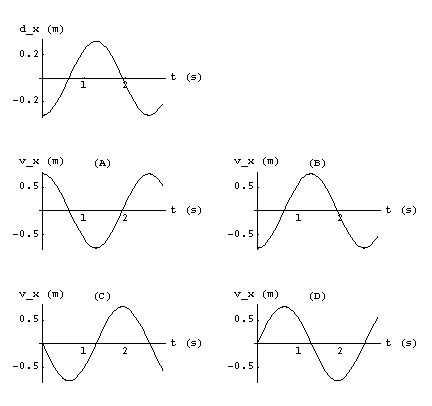 d_x (m)
0.2
1 2 t (s)
-0.2
v_x (m) (A)
0.5
1 2 t (s)
-0.5
v_x (m) (B)
0.5
1 2 t (s)
-0.5
v_x (m) (C)
0.5
1 2 t (s)
-0.5
v_x (m) (D)
0.5
1 2 t (s)
-0.5